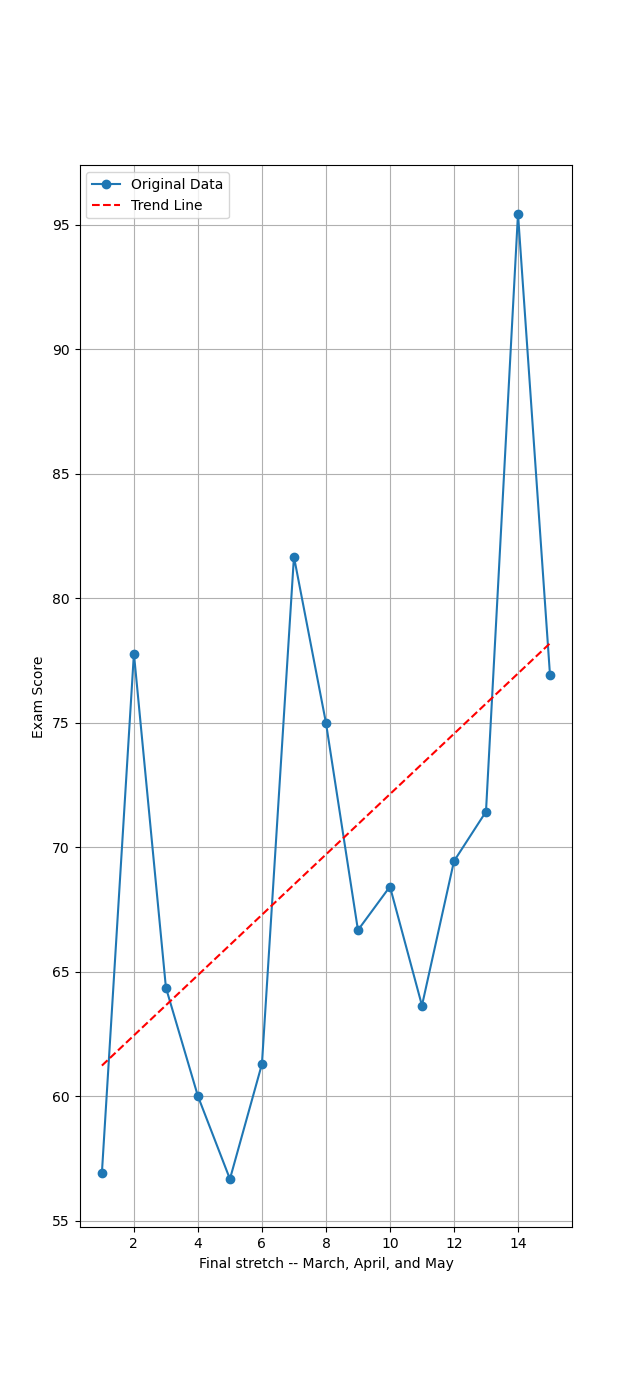 Original Data
Trend Line
95
90
85
80
75
70
65
60
55
Exam Score
2 4 6 8 10 12 14
Final stretch -- March, April, and May